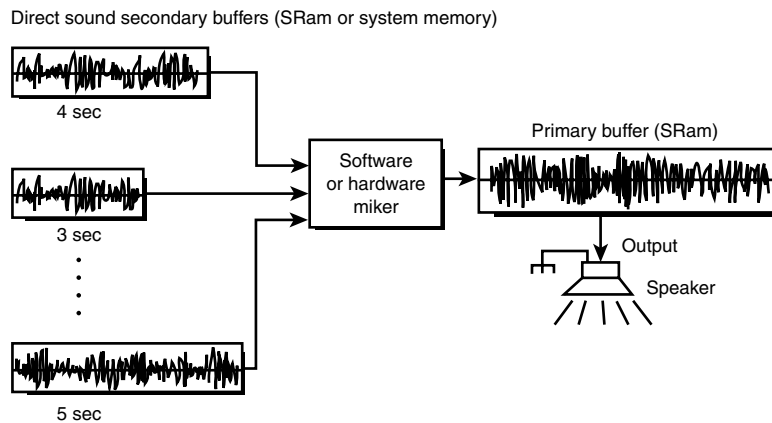 Direct sound secondary buffers (SRam or system memory)
4 sec
3 sec
5 sec
Software
or hardware
miker
Primary buffer (SRam)
Output
Speaker